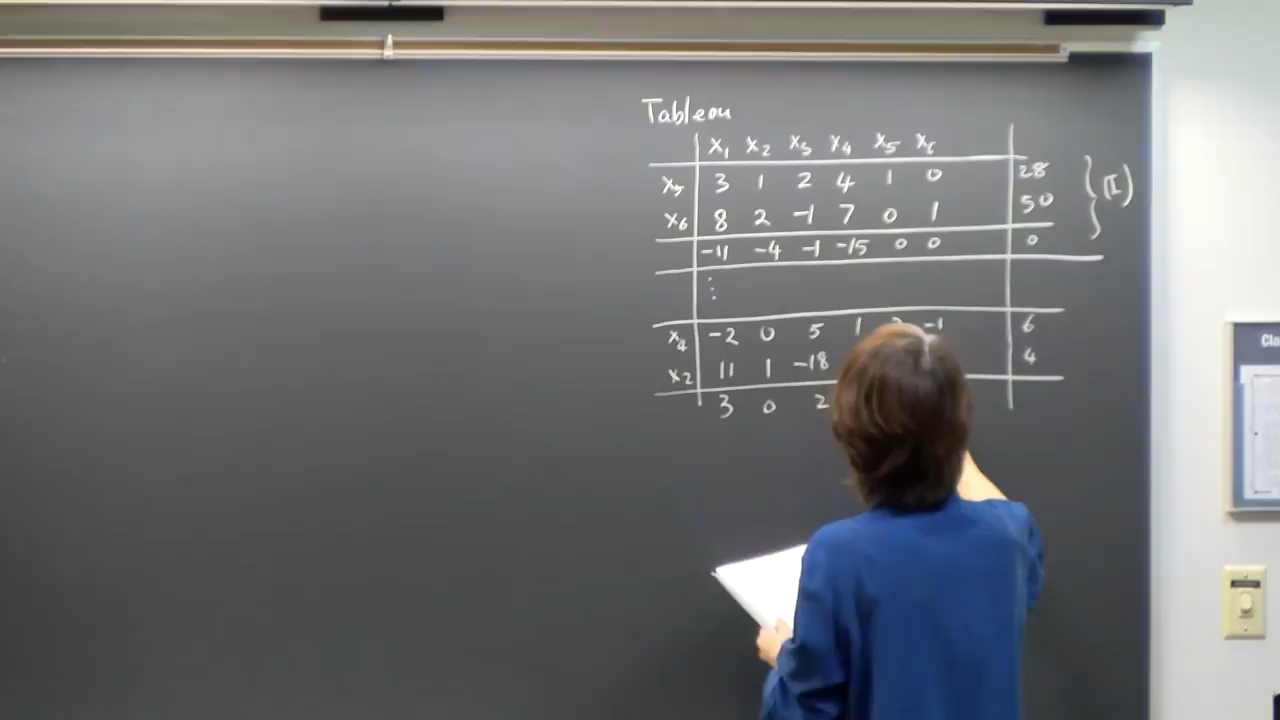 Tableau
x1 x2 x3 x4 x5 x6
x5 3 1 2 4 1 0 28
x6 8 2 -1 7 0 1 50 (I)
-11 -4 -1 -15 0 0 0
⋮
x4 -2 0 5 1 -1 6
x2 11 1 -18 4
3 0 2
Cla